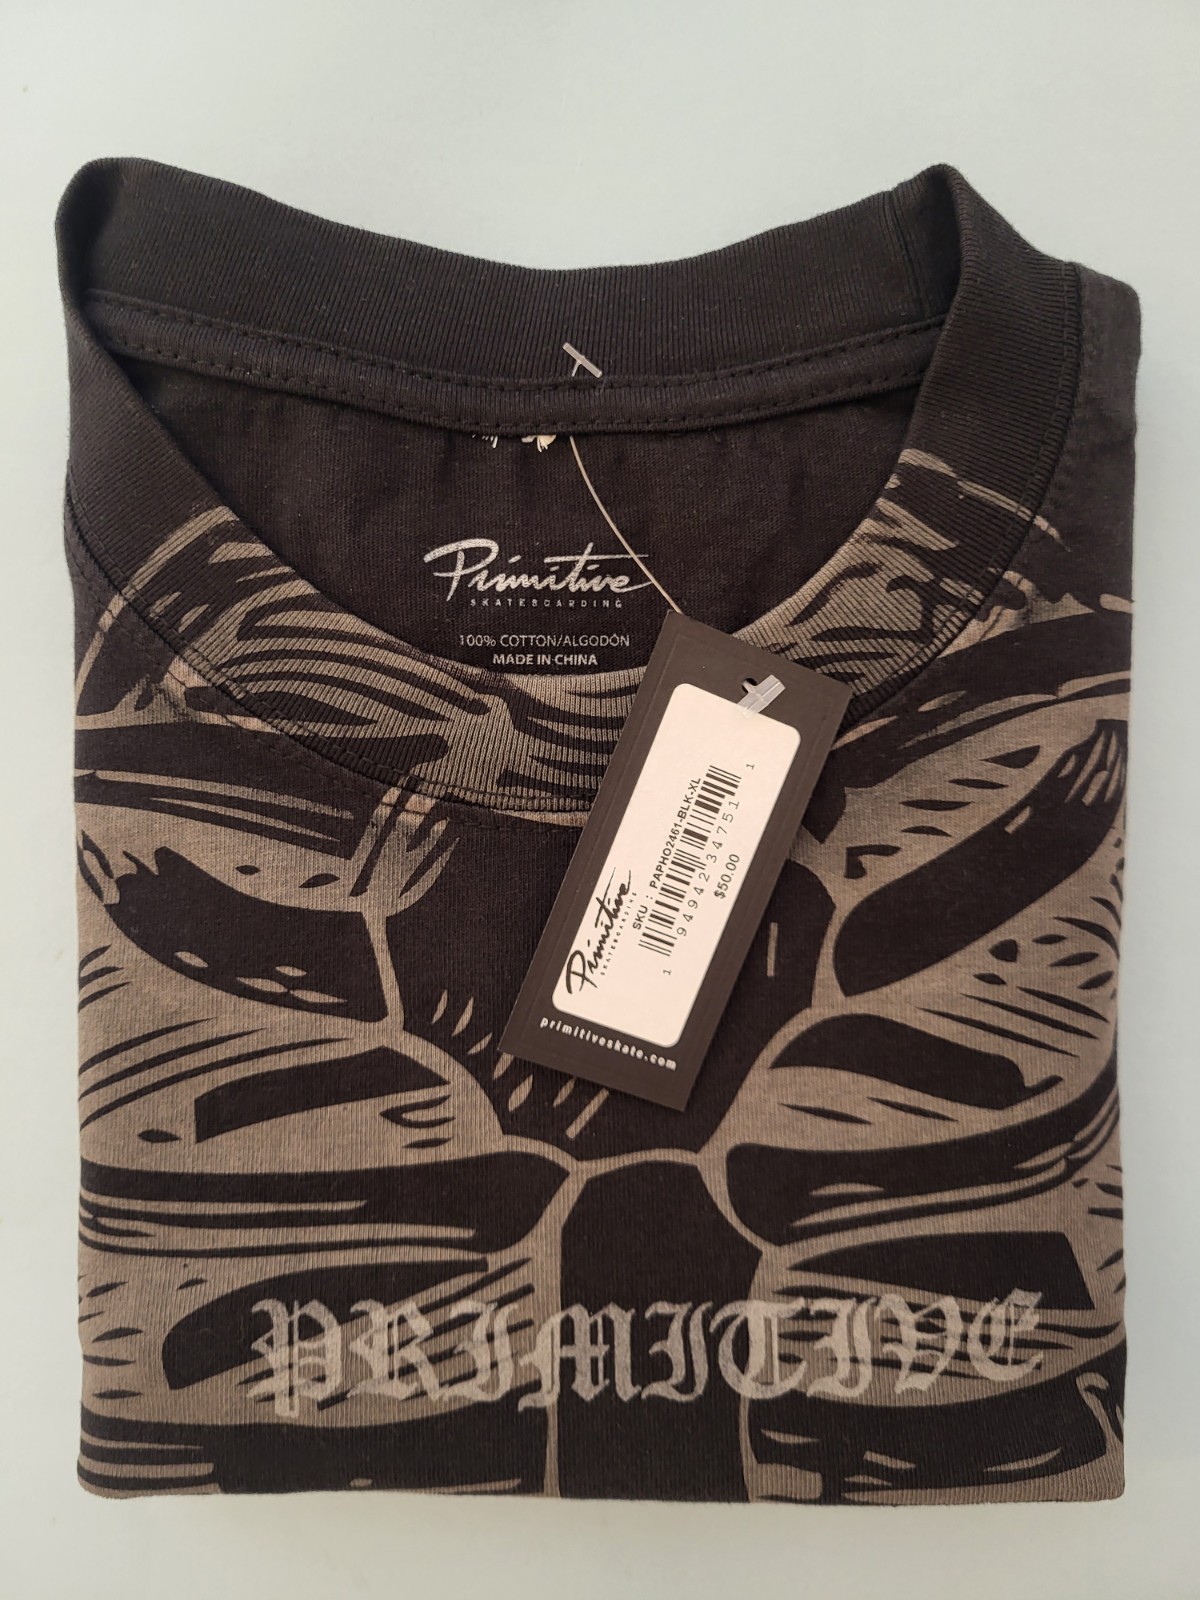 Primitive
SKATEBOARDING
100% COTTON/ALGODÓN
MADE IN CHINA
Primitive
SKATEBOARDING
SKU : PAPHO2461-BLK-XL
1 94942 34751 1
$50.00
primitiveskate.com
PRIMITIVE